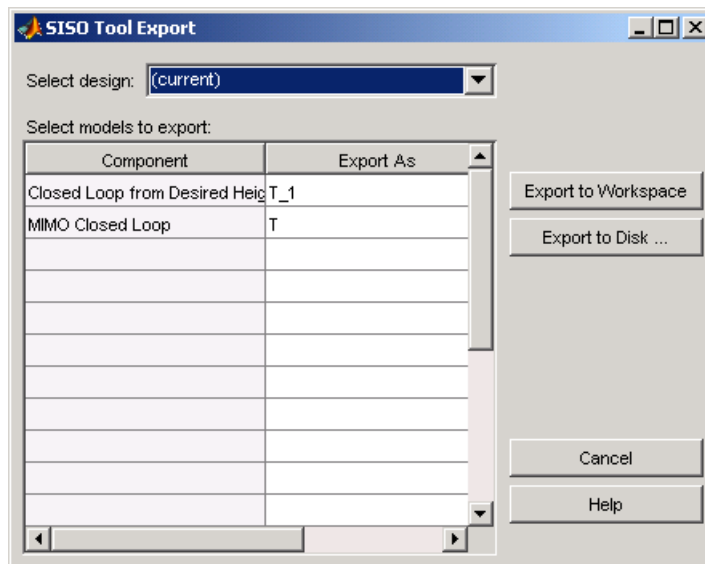 SISO Tool Export
Select design: (current)
Select models to export:
Component Export As
Closed Loop from Desired Heig T_1
MIMO Closed Loop T
Export to Workspace
Export to Disk ...
Cancel
Help